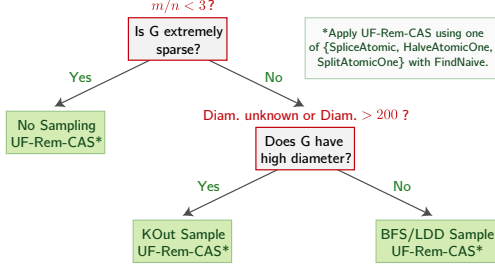 m/n < 3 ?
Is G extremely
sparse?
*Apply UF-Rem-CAS using one
of {SpliceAtomic, HalveAtomicOne,
SplitAtomicOne} with FindNaive.
Yes
No
No Sampling
UF-Rem-CAS*
Diam. unknown or Diam. > 200 ?
Does G have
high diameter?
Yes
No
KOut Sample
UF-Rem-CAS*
BFS/LDD Sample
UF-Rem-CAS*